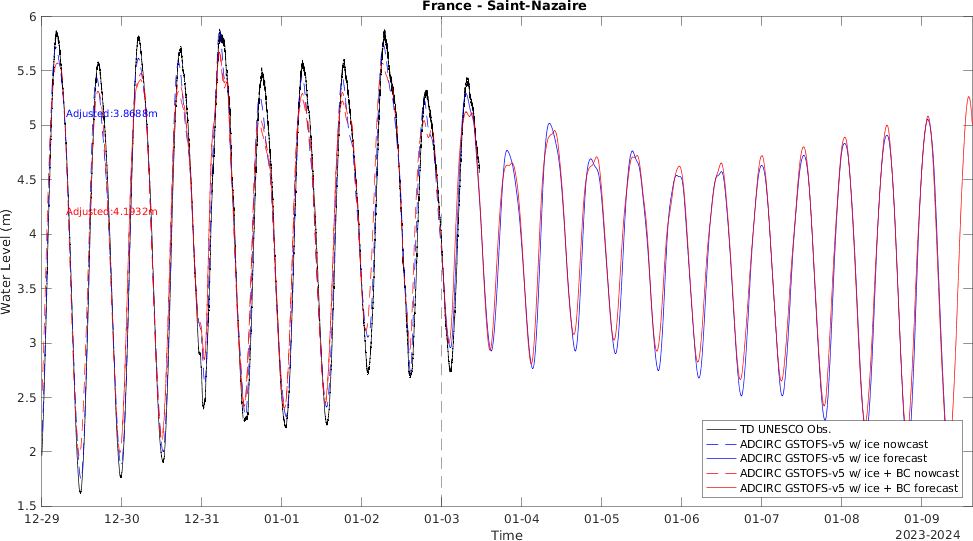 France - Saint-Nazaire
6
5.5
5
4.5
4
3.5
3
2.5
2
1.5
Water Level (m)
Adjusted:3.8688m
Adjusted:4.1932m
TD UNESCO Obs.
ADCIRC GSTOFS-v5 w/ ice nowcast
ADCIRC GSTOFS-v5 w/ ice forecast
ADCIRC GSTOFS-v5 w/ ice + BC nowcast
ADCIRC GSTOFS-v5 w/ ice + BC forecast
12-29 12-30 12-31 01-01 01-02 01-03 01-04 01-05 01-06 01-07 01-08 01-09
Time
2023-2024